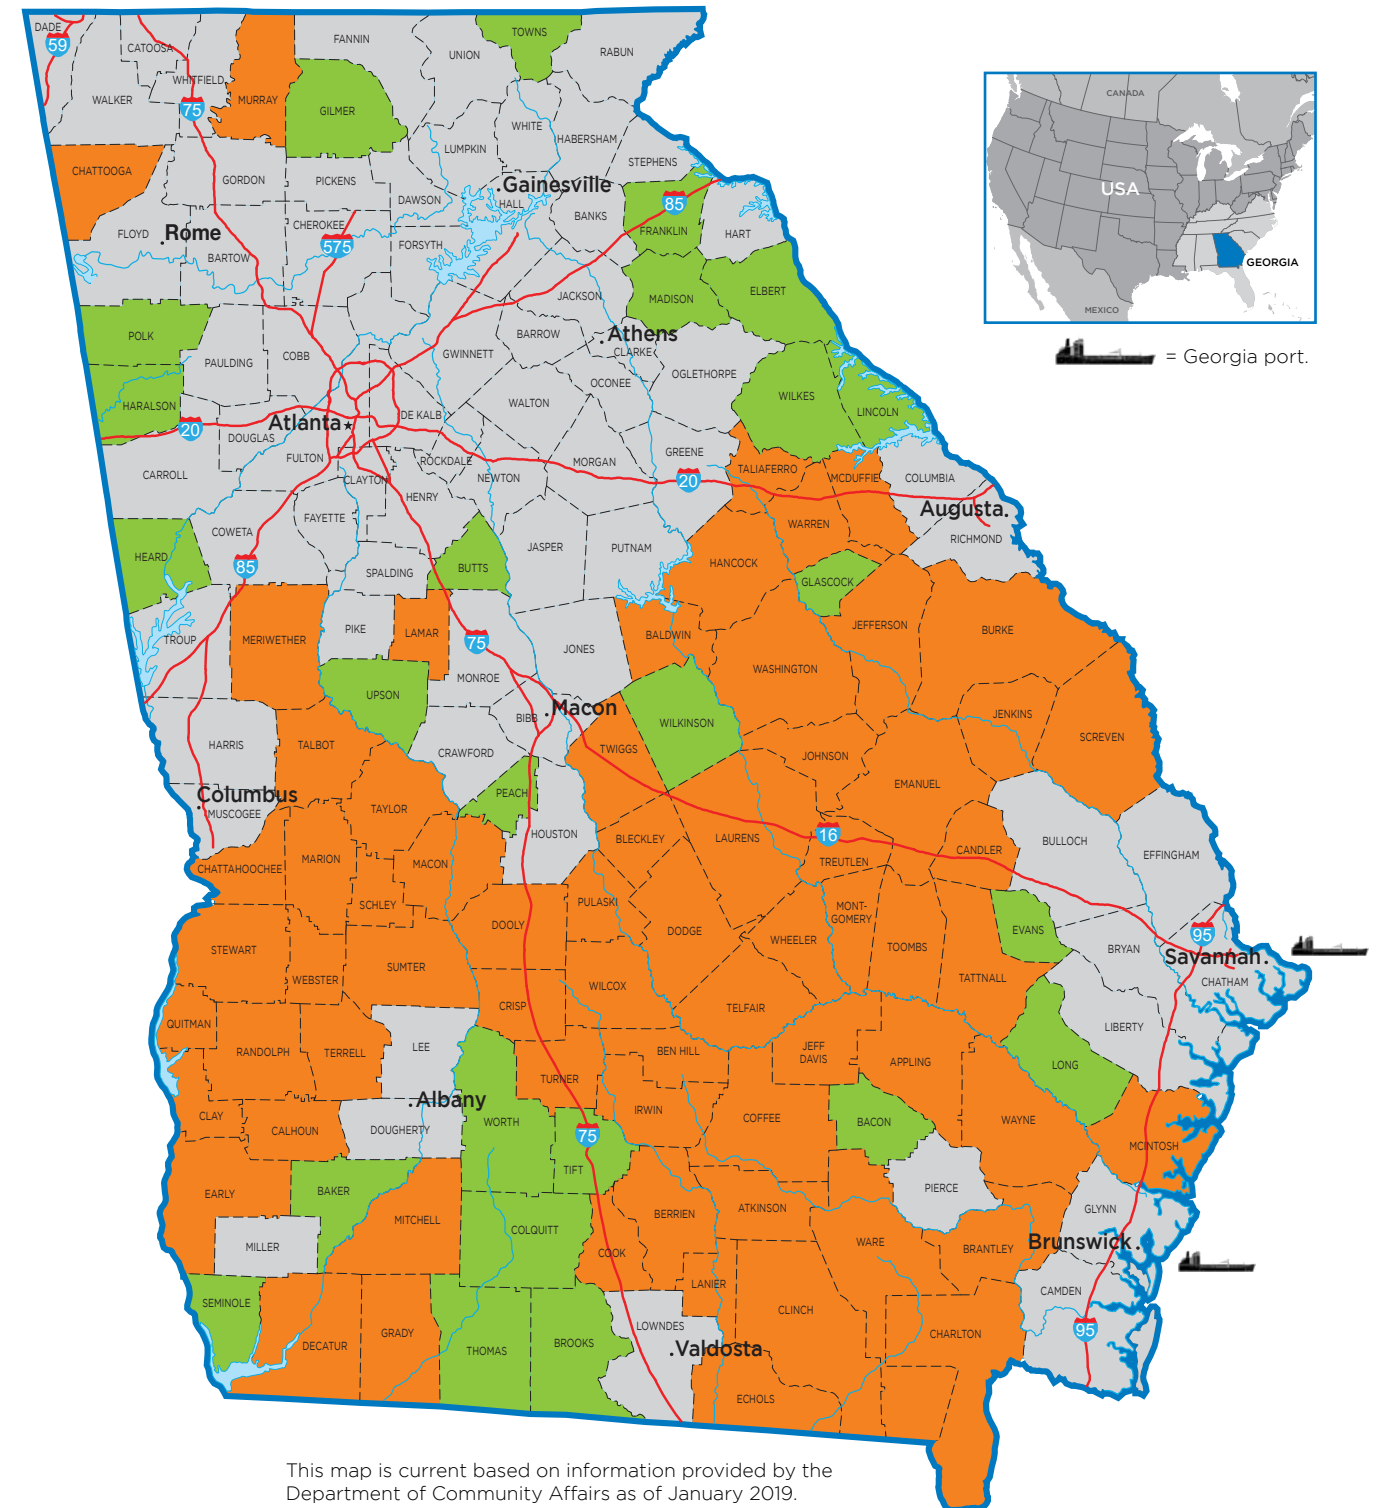 DADE
59
CATOOSA
WHITFIELD
WALKER
75
MURRAY
FANNIN
GILMER
UNION
TOWNS
RABUN
WHITE
HABERSHAM
LUMPKIN
STEPHENS
CHATTOOGA
GORDON
PICKENS
DAWSON
Gainesville
HALL
BANKS
85
FRANKLIN
HART
FLOYD
Rome
BARTOW
CHEROKEE
575
FORSYTH
JACKSON
MADISON
ELBERT
POLK
PAULDING
COBB
GWINNETT
BARROW
Athens
CLARKE
OCONEE
OGLETHORPE
WILKES
LINCOLN
HARALSON
20
DOUGLAS
Atlanta
DE KALB
WALTON
FULTON
CARROLL
CLAYTON
ROCKDALE
HENRY
NEWTON
MORGAN
GREENE
20
TALIAFERRO
MCDUFFIE
COLUMBIA
Augusta
RICHMOND
WARREN
HEARD
COWETA
85
FAYETTE
SPALDING
BUTTS
JASPER
PUTNAM
HANCOCK
GLASCOCK
TROUP
MERIWETHER
PIKE
LAMAR
75
MONROE
JONES
BALDWIN
WASHINGTON
JEFFERSON
BURKE
UPSON
BIBB
Macon
WILKINSON
JENKINS
SCREVEN
HARRIS
TALBOT
CRAWFORD
TWIGGS
JOHNSON
EMANUEL
Columbus
MUSCOGEE
TAYLOR
PEACH
HOUSTON
BLECKLEY
LAURENS
16
TREUTLEN
CANDLER
BULLOCH
EFFINGHAM
CHATTAHOOCHEE
MARION
MACON
SCHLEY
DOOLY
PULASKI
DODGE
WHEELER
MONT-
GOMERY
TOOMBS
EVANS
BRYAN
95
Savannah
CHATHAM
STEWART
WEBSTER
SUMTER
CRISP
WILCOX
TELFAIR
TATTNALL
LIBERTY
QUITMAN
RANDOLPH
TERRELL
LEE
TURNER
BEN HILL
JEFF
DAVIS
APPLING
LONG
CLAY
CALHOUN
Albany
DOUGHERTY
WORTH
75
TIFT
IRWIN
COFFEE
BACON
WAYNE
MCINTOSH
EARLY
BAKER
MITCHELL
COLQUITT
BERRIEN
ATKINSON
PIERCE
GLYNN
MILLER
COOK
LANIER
WARE
BRANTLEY
Brunswick
SEMINOLE
DECATUR
GRADY
THOMAS
BROOKS
LOWNDES
Valdosta
CLINCH
ECHOLS
CHARLTON
CAMDEN
95
CANADA
USA
GEORGIA
MEXICO
= Georgia port.
This map is current based on information provided by the
Department of Community Affairs as of January 2019.